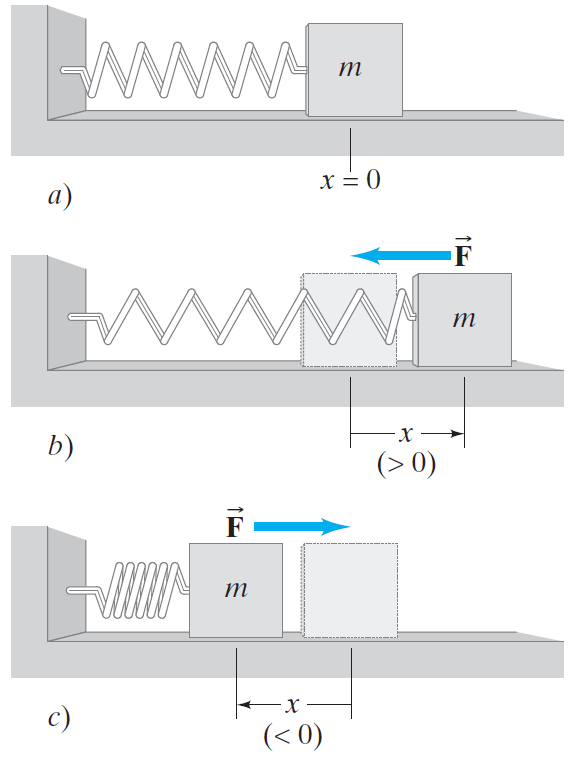 m
x = 0
a)
F⃗
m
x
(> 0)
b)
F⃗
m
x
(< 0)
c)